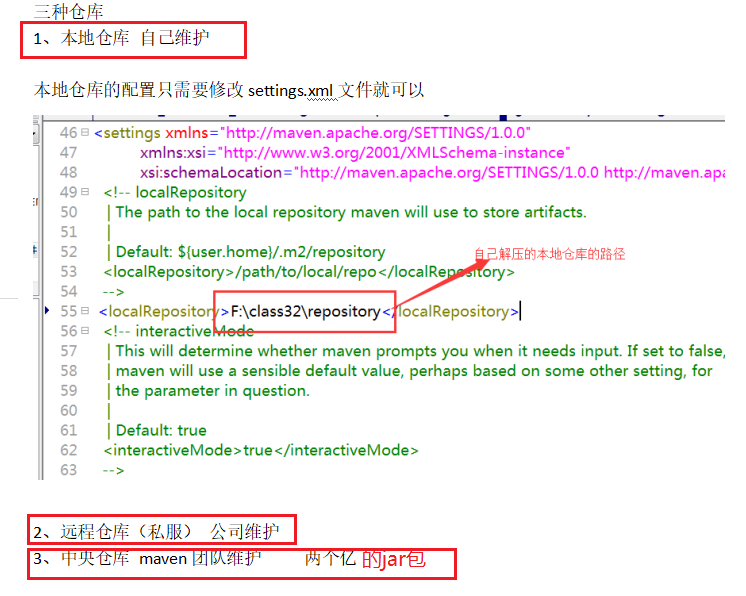 三种仓库
1、本地仓库 自己维护
本地仓库的配置只需要修改 settings.xml 文件就可以
46 <settings xmlns="http://maven.apache.org/SETTINGS/1.0.0"
47 xmlns:xsi="http://www.w3.org/2001/XMLSchema-instance"
48 xsi:schemaLocation="http://maven.apache.org/SETTINGS/1.0.0 http://maven.apa
49 <!-- localRepository
50 | The path to the local repository maven will use to store artifacts.
51 |
52 | Default: ${user.home}/.m2/repository
自己解压的本地仓库的路径
53 <localRepository>/path/to/local/repo</localRepository>
54 -->
55 <localRepository>F:\class32\repository</localRepository>
56 <!-- interactiveMode
57 | This will determine whether maven prompts you when it needs input. If set to false,
58 | maven will use a sensible default value, perhaps based on some other setting, for
59 | the parameter in question.
60 |
61 | Default: true
62 <interactiveMode>true</interactiveMode>
63 -->
2、远程仓库（私服） 公司维护
3、中央仓库 maven 团队维护 两个亿 的jar包